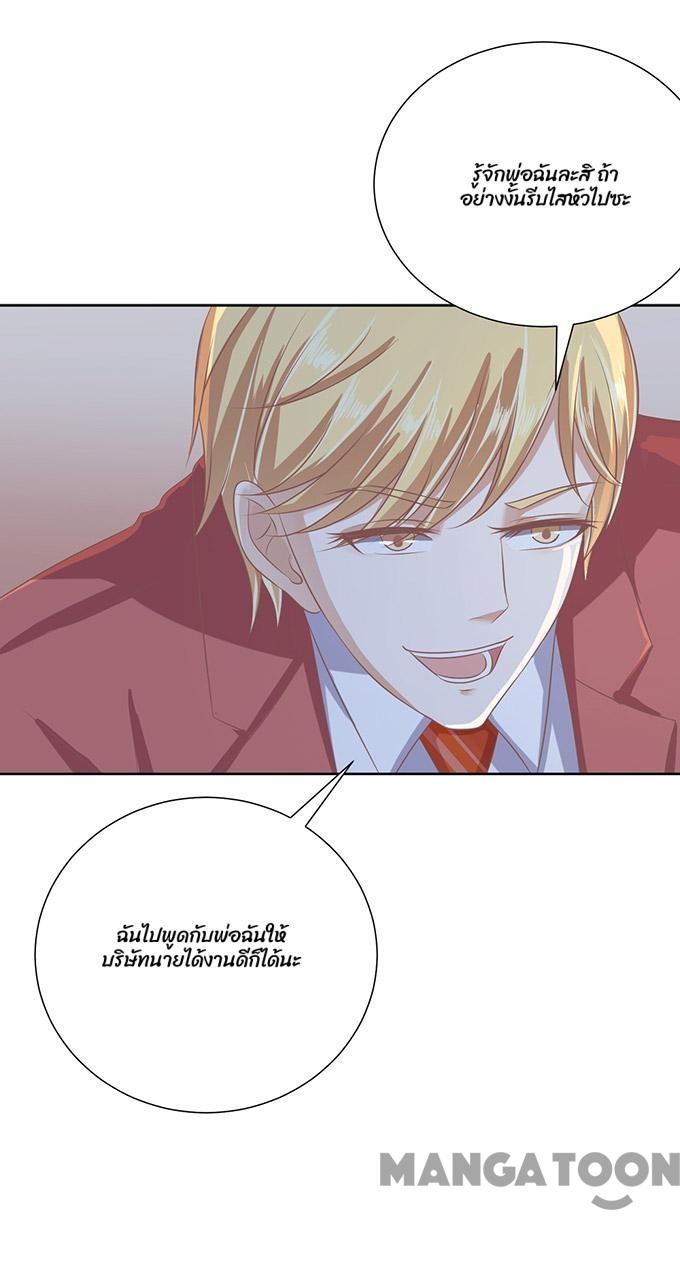 รู้จักพ่อฉันละสิ ถ้า
อย่างงั้นรีบไสหัวไปซะ
ฉันไปพูดกับพ่อฉันให้
บริษัทนายได้งานดีก็ได้นะ
MANGATOON